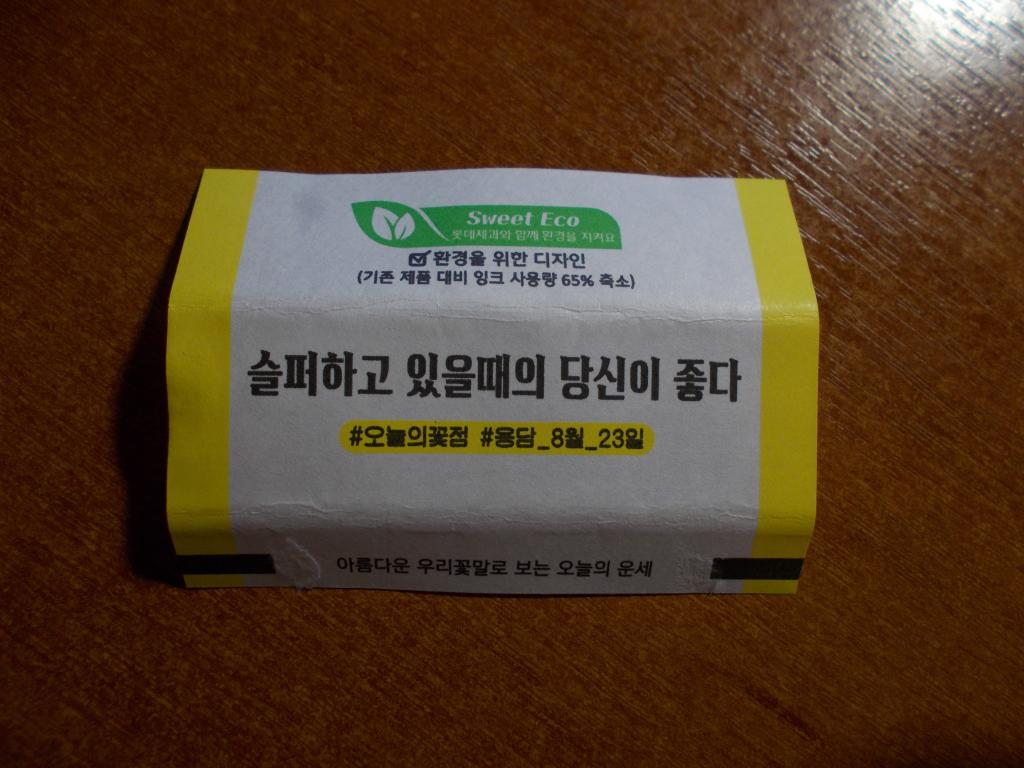 Sweet Eco
롯데제과와 함께 환경을 지켜요
환경을 위한 디자인
(기존 제품 대비 잉크 사용량 65% 축소)
슬퍼하고 있을때의 당신이 좋다
#오늘의꽃점 #용담_8월_23일
아름다운 우리꽃말로 보는 오늘의 운세